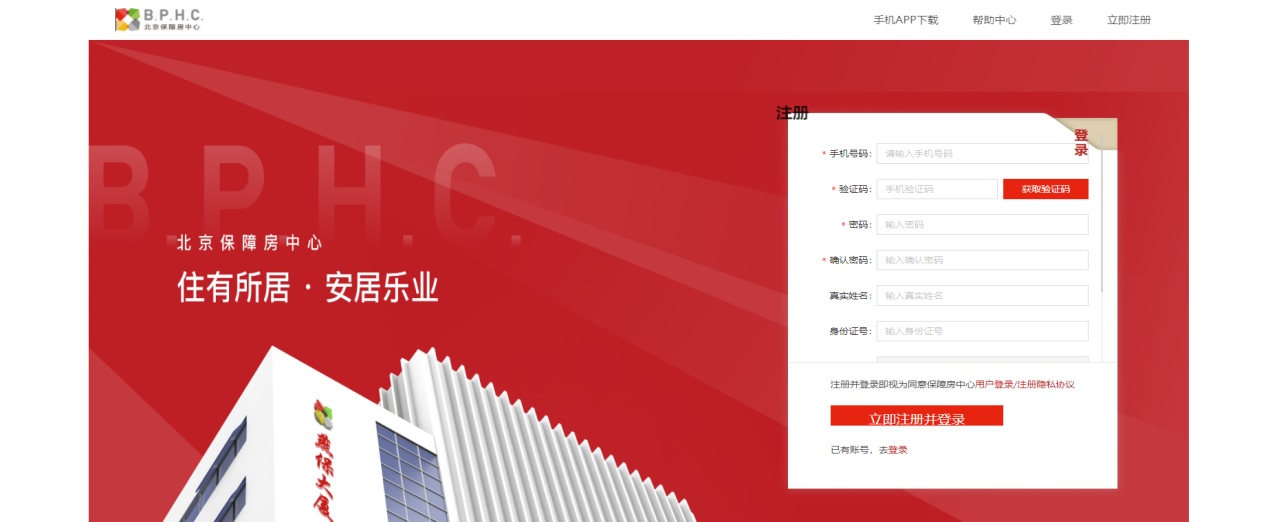 B.P.H.C.
北京保障房中心
手机APP下载 帮助中心 登录 立即注册
B.P.H.C.
北京保障房中心
住有所居 · 安居乐业
燕保大厦
注册
登录
* 手机号码: 请输入手机号码
* 验证码: 手机验证码 获取验证码
* 密码: 输入密码
* 确认密码: 输入确认密码
真实姓名: 输入真实姓名
身份证号: 输入身份证号
注册并登录即视为同意保障房中心用户登录/注册隐私协议
立即注册并登录
已有账号，去登录